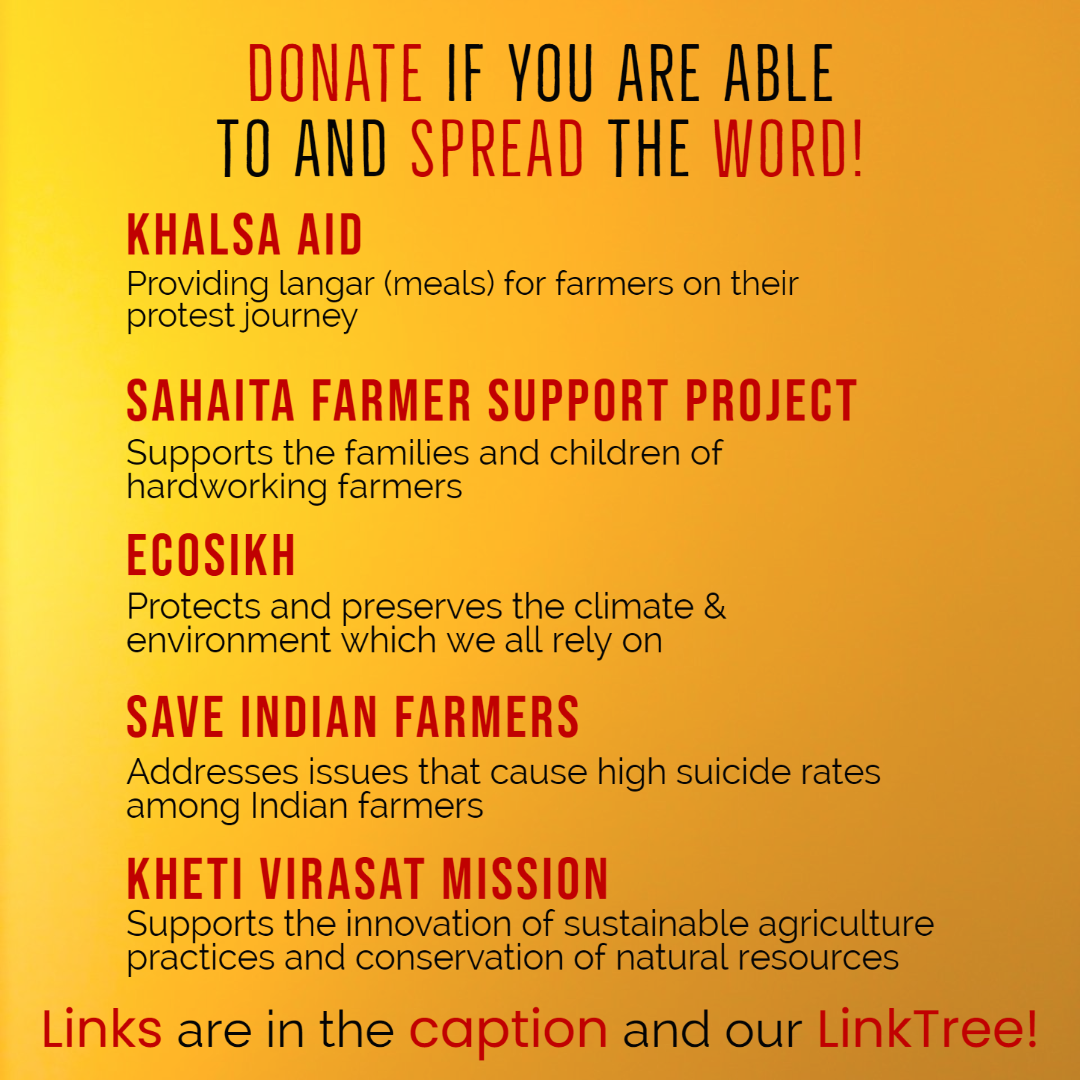 DONATE IF YOU ARE ABLE
TO AND SPREAD THE WORD!
KHALSA AID
Providing langar (meals) for farmers on their
protest journey
SAHAITA FARMER SUPPORT PROJECT
Supports the families and children of
hardworking farmers
ECOSIKH
Protects and preserves the climate &
environment which we all rely on
SAVE INDIAN FARMERS
Addresses issues that cause high suicide rates
among Indian farmers
KHETI VIRASAT MISSION
Supports the innovation of sustainable agriculture
practices and conservation of natural resources
Links are in the caption and our LinkTree!